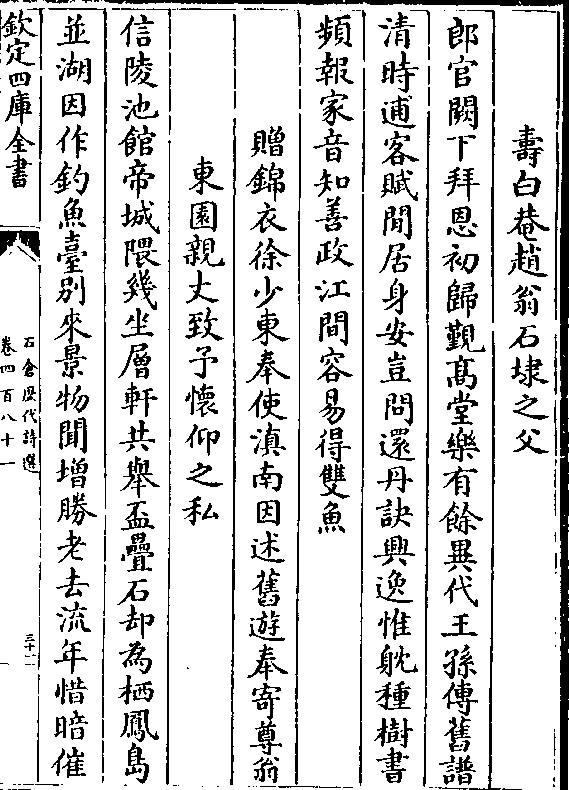 壽白菴趙翁石埭之父
郎官闕下拜恩初歸覲髙堂樂有餘異代王孫傳舊譜
清時逋客賦閒居身安豈問還丹訣興逸惟躭種樹書
頻報家音知善政江間容易得雙魚
贈錦衣徐少東奉使滇南因述舊遊奉寄尊翁
東園親丈致予懷仰之私
信陵池館帝城隈幾坐層軒共舉盃疊石却為栖鳳島
並湖因作釣魚臺别來景物聞增勝老去流年惜暗催
欽定四庫全書
石倉歷代詩選
卷四百八十一
三十一